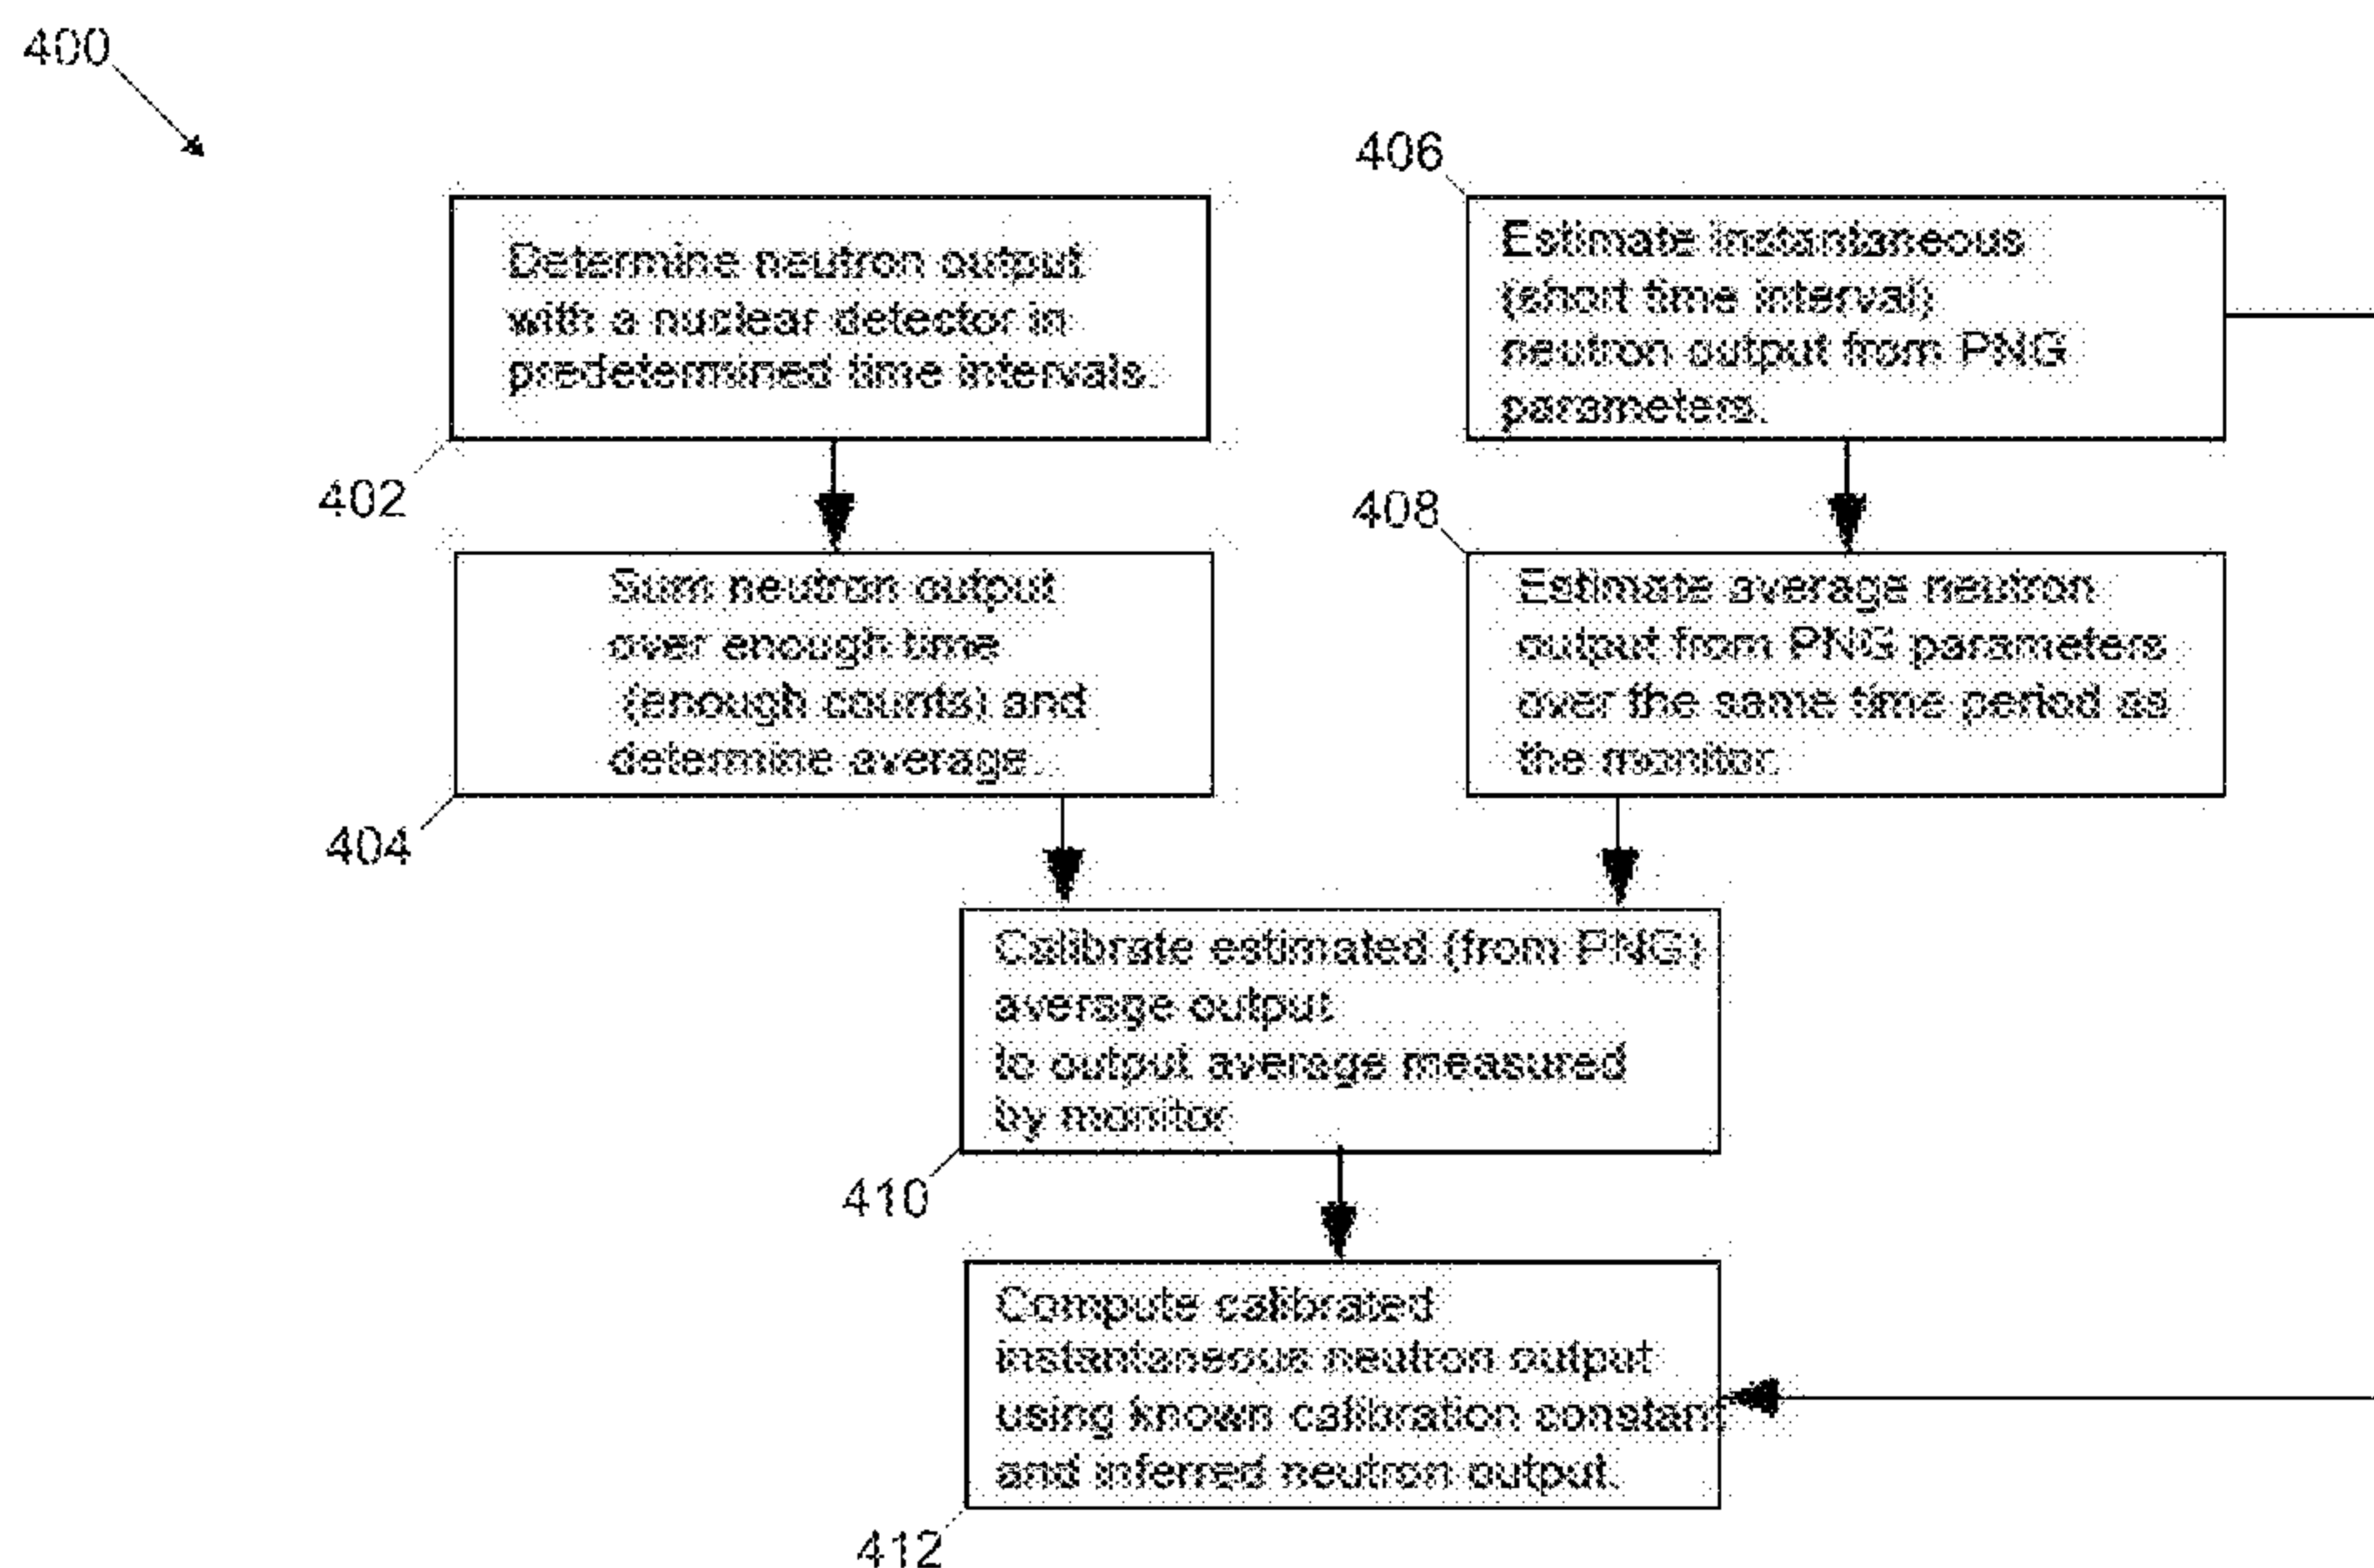 400
Determine neutron output
with a nuclear detector in
predetermined time intervals.
402
Sum neutron output
over enough time
(enough counts) and
determine average.
404
406
Estimate instantaneous
(short time interval)
neutron output from PNG
parameters.
408
Estimate average neutron
output from PNG parameters
over the same time period as
the monitor.
Calibrate estimated (from PNG)
average output
to output average measured
by monitor
410
Compute calibrated
instantaneous neutron output
using known calibration constant
and inferred neutron output.
412